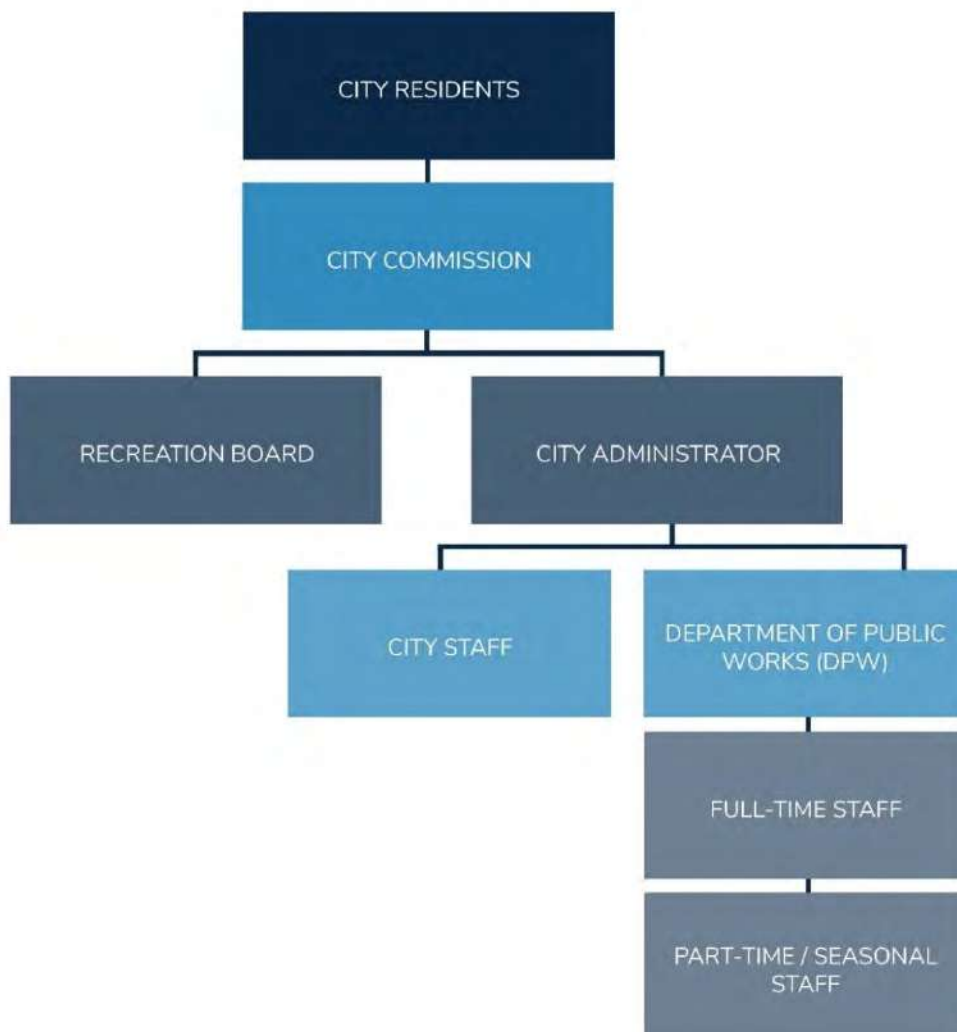 CITY RESIDENTS
CITY COMMISSION
RECREATION BOARD
CITY ADMINISTRATOR
CITY STAFF
DEPARTMENT OF PUBLIC
WORKS (DPW)
FULL-TIME STAFF
PART-TIME / SEASONAL
STAFF